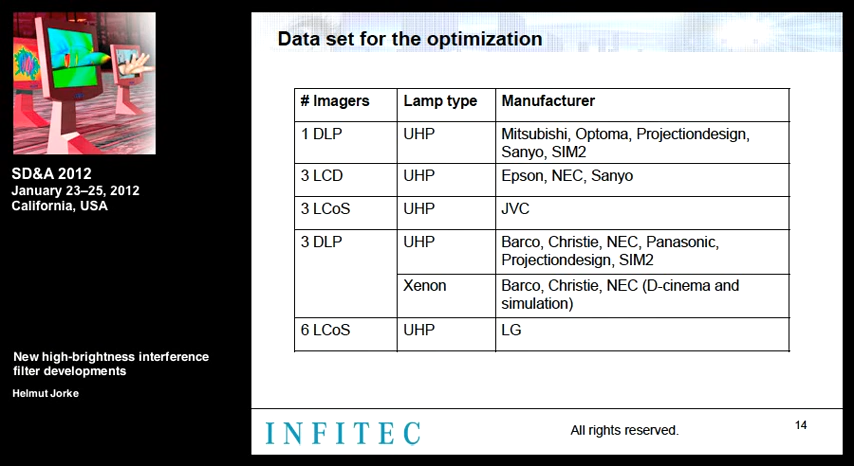 SD&A 2012
January 23–25, 2012
California, USA
New high-brightness interference
filter developments
Helmut Jorke
Data set for the optimization
# Imagers Lamp type Manufacturer
1 DLP UHP Mitsubishi, Optoma, Projectiondesign,
Sanyo, SIM2
3 LCD UHP Epson, NEC, Sanyo
3 LCoS UHP JVC
3 DLP UHP Barco, Christie, NEC, Panasonic,
Projectiondesign, SIM2
Xenon Barco, Christie, NEC (D-cinema and
simulation)
6 LCoS UHP LG
INFITEC All rights reserved. 14